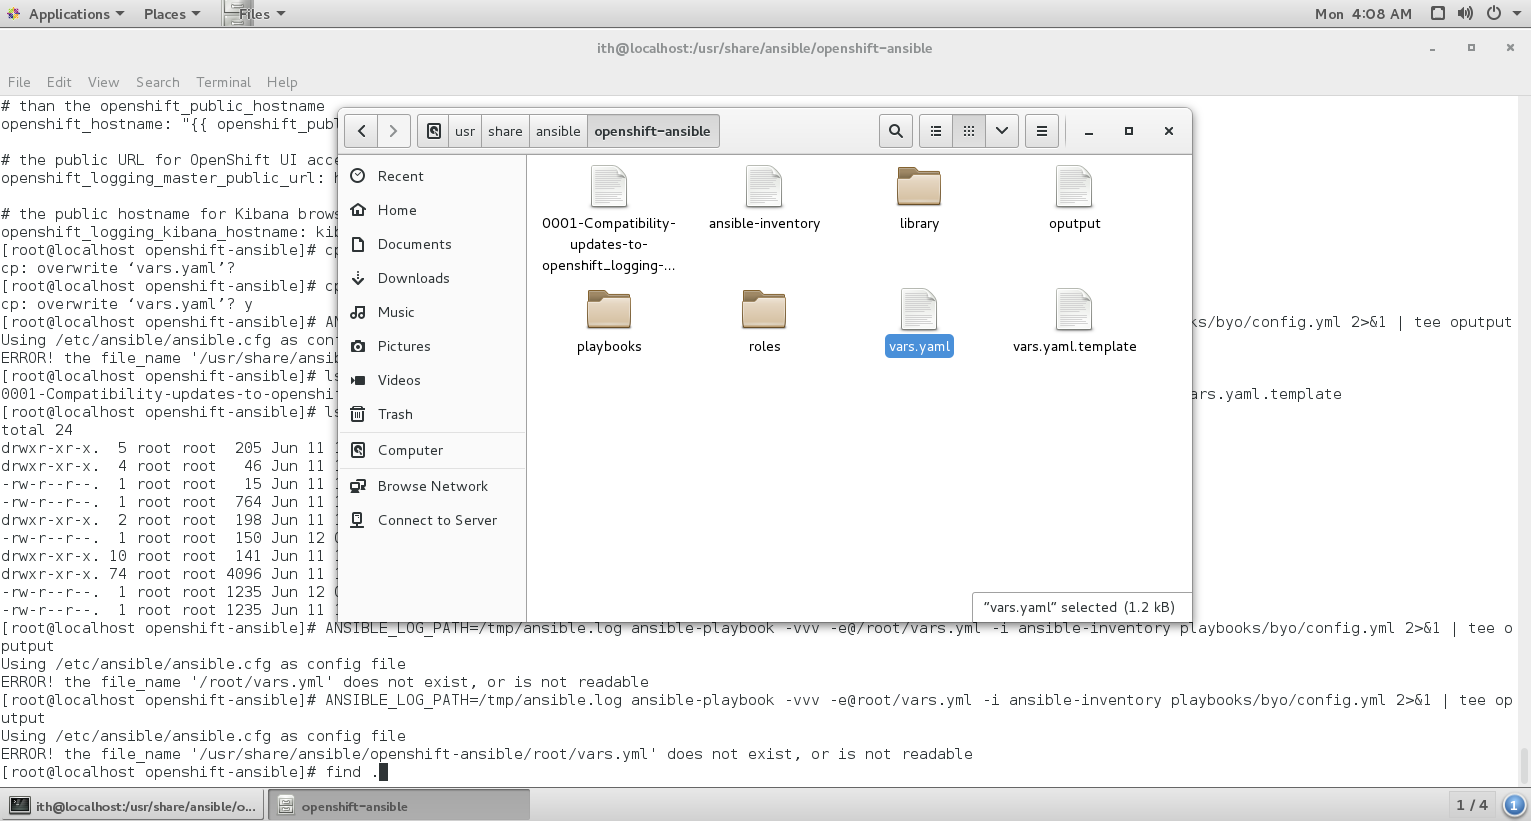 Applications Places Files Mon 4:08 AM
ith@localhost:/usr/share/ansible/openshift-ansible
File Edit View Search Terminal Help
# than the openshift_public_hostname
openshift_hostname: "{{ openshift_publ
# the public URL for OpenShift UI acce
openshift_logging_master_public_url:
# the public hostname for Kibana brows
openshift_logging_kibana_hostname: kib
[root@localhost openshift-ansible]# cp
cp: overwrite ‘vars.yaml’?
[root@localhost openshift-ansible]# cp
cp: overwrite ‘vars.yaml’? y
[root@localhost openshift-ansible]# AN
ks/byo/config.yml 2>&1 | tee oputput
Using /etc/ansible/ansible.cfg as conf
ERROR! the file_name '/usr/share/ansib
[root@localhost openshift-ansible]# ls
0001-Compatibility-updates-to-openshif
ars.yaml.template
[root@localhost openshift-ansible]# ls
total 24
drwxr-xr-x. 5 root root 205 Jun 11 1
drwxr-xr-x. 4 root root 46 Jun 11 1
-rw-r--r--. 1 root root 15 Jun 11 1
-rw-r--r--. 1 root root 764 Jun 11 1
drwxr-xr-x. 2 root root 198 Jun 11 1
-rw-r--r--. 1 root root 150 Jun 12 0
drwxr-xr-x. 10 root root 141 Jun 11 1
drwxr-xr-x. 74 root root 4096 Jun 11 1
-rw-r--r--. 1 root root 1235 Jun 12 0
-rw-r--r--. 1 root root 1235 Jun 11 1
[root@localhost openshift-ansible]# ANSIBLE_LOG_PATH=/tmp/ansible.log ansible-playbook -vvv -e@/root/vars.yml -i ansible-inventory playbooks/byo/config.yml 2>&1 | tee o
putput
Using /etc/ansible/ansible.cfg as config file
ERROR! the file_name '/root/vars.yml' does not exist, or is not readable
[root@localhost openshift-ansible]# ANSIBLE_LOG_PATH=/tmp/ansible.log ansible-playbook -vvv -e@root/vars.yml -i ansible-inventory playbooks/byo/config.yml 2>&1 | tee op
utput
Using /etc/ansible/ansible.cfg as config file
ERROR! the file_name '/usr/share/ansible/openshift-ansible/root/vars.yml' does not exist, or is not readable
[root@localhost openshift-ansible]# find .
usr share ansible openshift-ansible
Recent
Home
Documents
Downloads
Music
Pictures
Videos
Trash
Computer
Browse Network
Connect to Server
0001-Compatibility-
updates-to-
openshift_logging-...
ansible-inventory
library
oputput
playbooks
roles
vars.yaml
vars.yaml.template
"vars.yaml" selected (1.2 kB)
ith@localhost:/usr/share/ansible/o... openshift-ansible 1 / 4 1